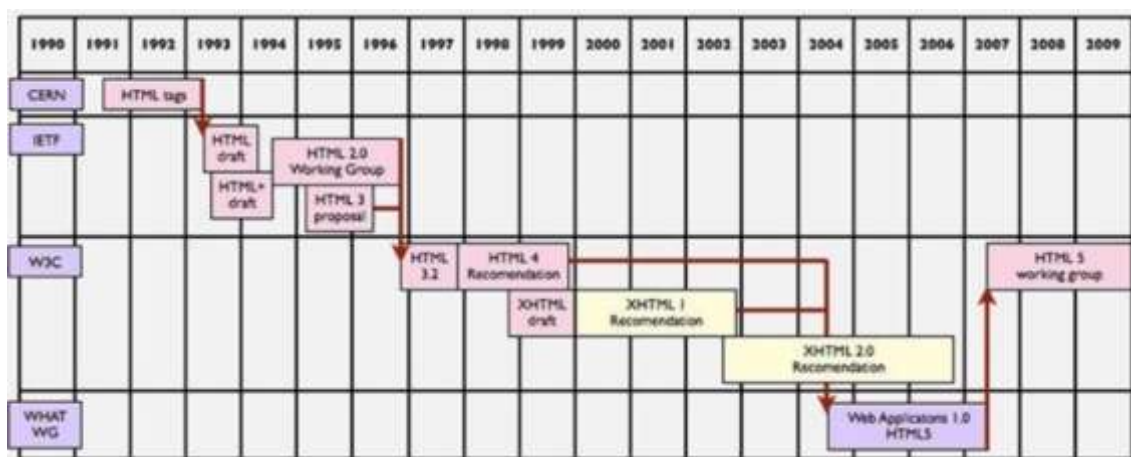 1990 1991 1992 1993 1994 1995 1996 1997 1998 1999 2000 2001 2002 2003 2004 2005 2006 2007 2008 2009
CERN
HTML tags
IETF
HTML
draft
HTML 2.0
Working Group
HTML+
draft
HTML 3
proposal
W3C
HTML
3.2
HTML 4
Recomendation
HTML 5
working group
XHTML
draft
XHTML 1
Recomendation
XHTML 2.0
Recomendation
WHAT
WG
Web Applicatons 1.0
HTML5